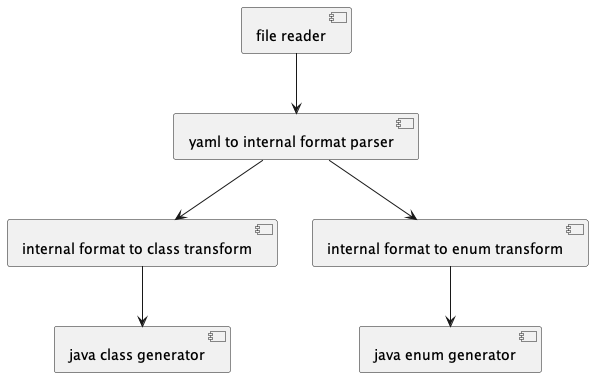 file reader
yaml to internal format parser
internal format to class transform
internal format to enum transform
java class generator
java enum generator